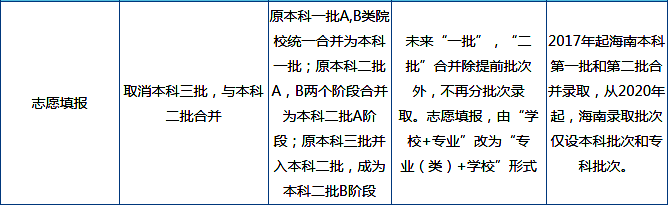 志愿填报
取消本科三批，与本科
二批合并
原本科一批A,B类院
校统一合并为本科
一批；原本科二批
A，B两个阶段合并
为本科二批A阶
段；原本科三批并
入本科二批，成为
本科二批B阶段
未来“一批”，“二
批”合并除提前批次
外，不再分批次录
取。志愿填报，由“学
校+专业”改为“专
业（类）+学校”形式
2017年起海南本科
第一批和第二批合
并录取，从2020年
起，海南录取批次
仅设本科批次和专
科批次。